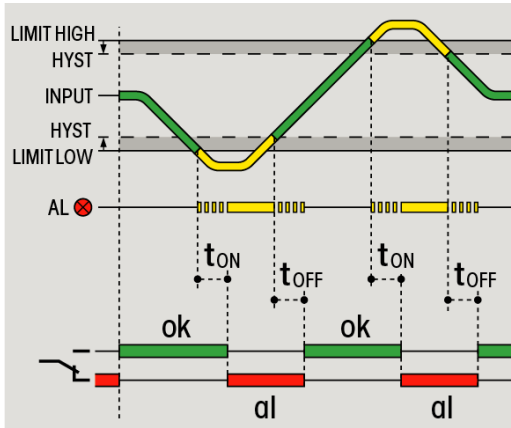 LIMIT HIGH
HYST
INPUT
HYST
LIMIT LOW
AL
tON tOFF tON tOFF
ok ok
al al